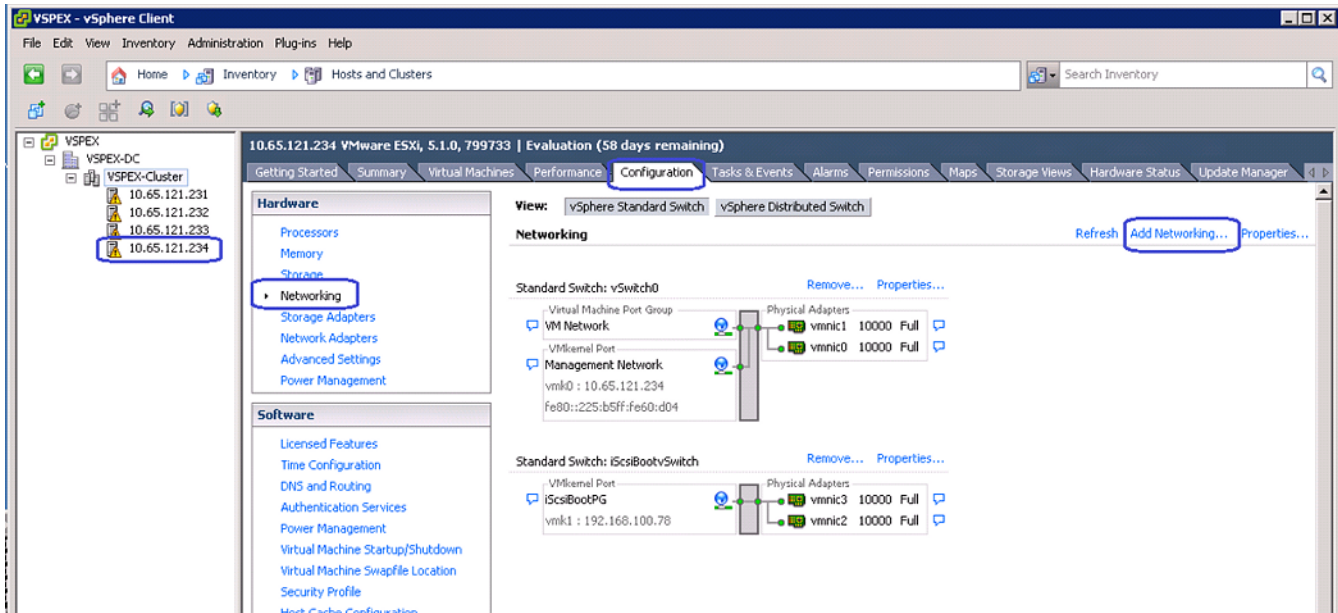 VSPEX - vSphere Client
File Edit View Inventory Administration Plug-ins Help
Home Inventory Hosts and Clusters
Search Inventory
VSPEX
VSPEX-DC
VSPEX-Cluster
10.65.121.231
10.65.121.232
10.65.121.233
10.65.121.234
10.65.121.234 VMware ESXi, 5.1.0, 799733 | Evaluation (58 days remaining)
Getting Started Summary Virtual Machines Performance Configuration Tasks & Events Alarms Permissions Maps Storage Views Hardware Status Update Manager
Hardware
Processors
Memory
Storage
Networking
Storage Adapters
Network Adapters
Advanced Settings
Power Management
Software
Licensed Features
Time Configuration
DNS and Routing
Authentication Services
Power Management
Virtual Machine Startup/Shutdown
Virtual Machine Swapfile Location
Security Profile
Host Cache Configuration
View: vSphere Standard Switch vSphere Distributed Switch
Networking Refresh Add Networking... Properties...
Standard Switch: vSwitch0 Remove... Properties...
Virtual Machine Port Group Physical Adapters
VM Network vmnic1 10000 Full
vmnic0 10000 Full
VMkernel Port
Management Network
vmk0 : 10.65.121.234
fe80::225:b5ff:fe60:d04
Standard Switch: iScsiBootvSwitch Remove... Properties...
VMkernel Port Physical Adapters
iScsiBootPG vmnic3 10000 Full
vmk1 : 192.168.100.78 vmnic2 10000 Full